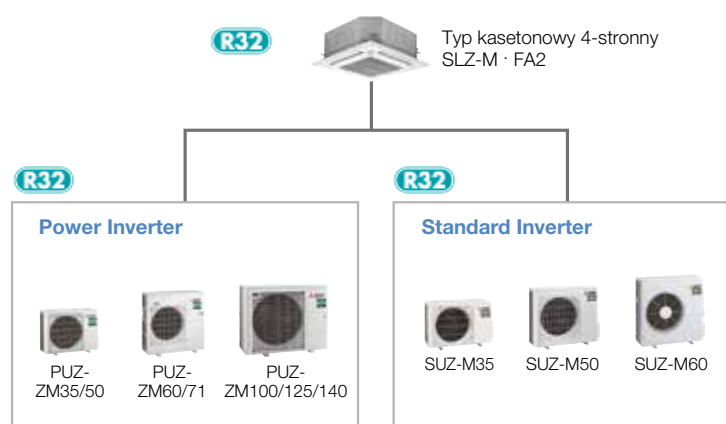 R32
Typ kasetonowy 4-stronny
SLZ-M · FA2
R32
Power Inverter
PUZ-
ZM35/50
PUZ-
ZM60/71
PUZ-
ZM100/125/140
R32
Standard Inverter
SUZ-M35
SUZ-M50
SUZ-M60